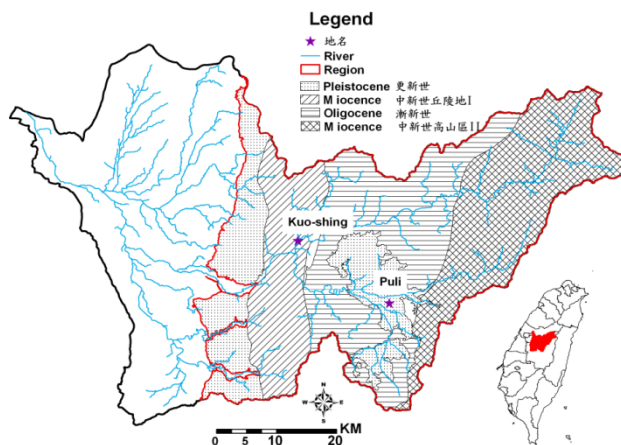 Legend
地名
River
Region
Pleistocene 更新世
M iocence 中新世丘陵地I
Oligocene 漸新世
M iocence 中新世高山區II
Kuo-shing
Puli
N
W E
S
KM
0 5 10 20